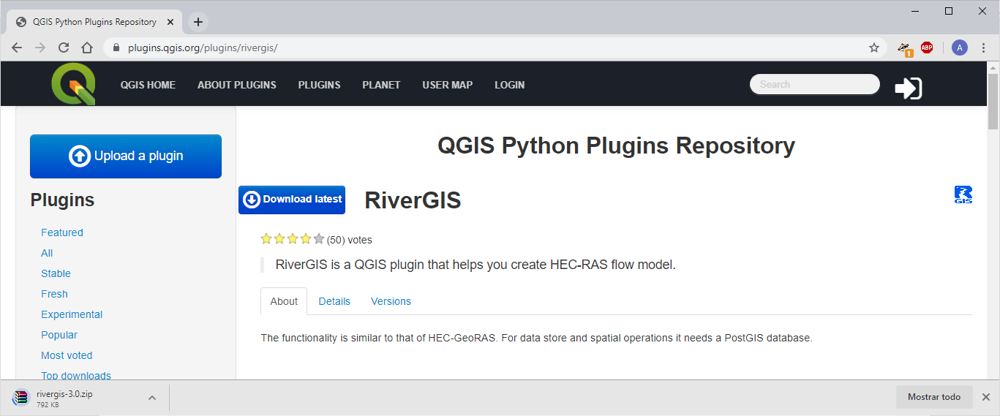 QGIS Python Plugins Repository
plugins.qgis.org/plugins/rivergis/
1
ABP
A
QGIS HOME ABOUT PLUGINS PLUGINS PLANET USER MAP LOGIN Search
Upload a plugin
QGIS Python Plugins Repository
Plugins
Download latest RiverGIS
R GIS
Featured
(50) votes
All
RiverGIS is a QGIS plugin that helps you create HEC-RAS flow model.
Stable
Fresh
About Details Versions
Experimental
Popular
The functionality is similar to that of HEC-GeoRAS. For data store and spatial operations it needs a PostGIS database.
Most voted
Top downloads
rivergis-3.0.zip
792 KB
Mostrar todo